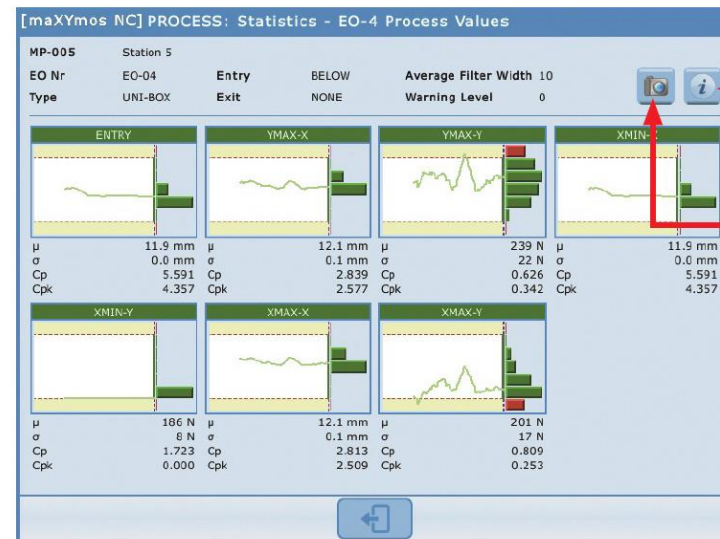 [maXYmos NC] PROCESS: Statistics - EO-4 Process Values
MP-005 Station 5
EO Nr EO-04 Entry BELOW Average Filter Width 10
Type UNI-BOX Exit NONE Warning Level 0
ENTRY YMAX-X YMAX-Y
μ 11.9 mm μ 12.1 mm μ 239 N μ 11.9 mm
σ 0.0 mm σ 0.1 mm σ 22 N σ 0.0 mm
Cp 5.591 Cp 2.839 Cp 0.626 Cp 5.591
Cpk 4.357 Cpk 2.577 Cpk 0.342 Cpk 4.357
XMIN-Y XMAX-X XMAX-Y
μ 186 N μ 12.1 mm μ 201 N
σ 8 N σ 0.1 mm σ 17 N
Cp 1.723 Cp 2.813 Cp 0.809
Cpk 0.000 Cpk 2.509 Cpk 0.253